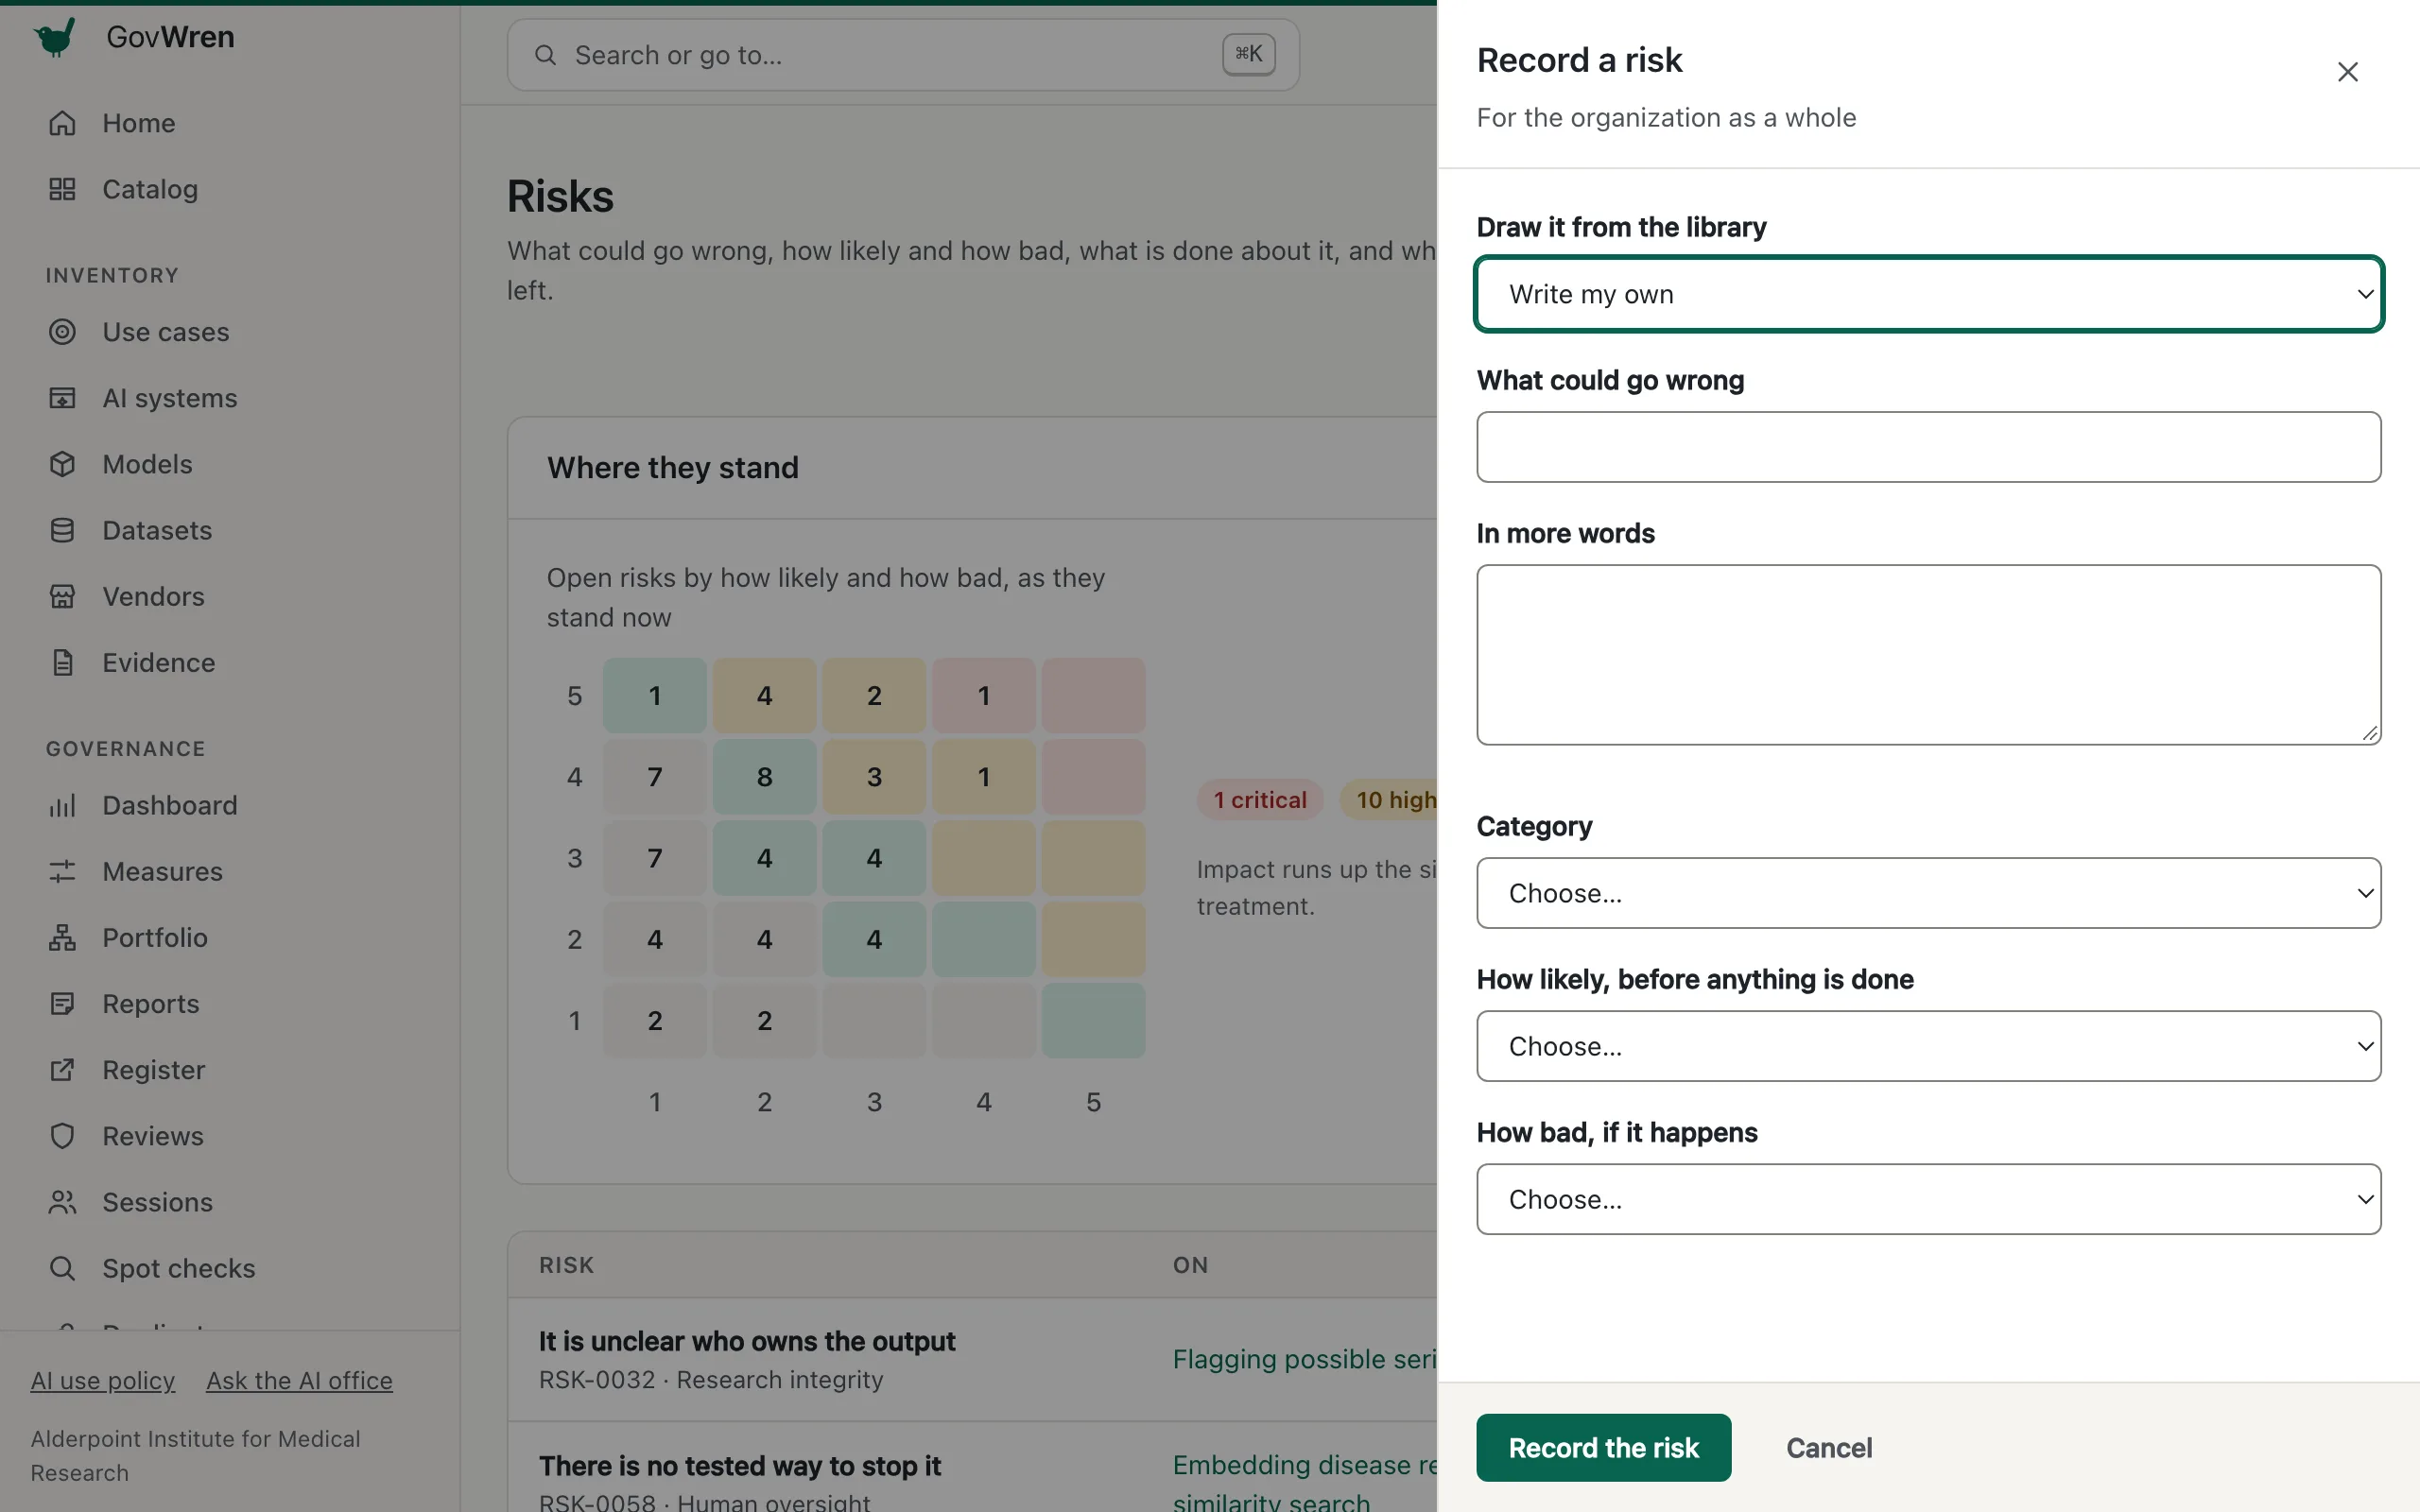 GovWren
Home
Catalog
INVENTORY
Use cases
AI systems
Models
Datasets
Vendors
Evidence
GOVERNANCE
Dashboard
Measures
Portfolio
Reports
Register
Reviews
Sessions
Spot checks
AI use policy Ask the AI office
Alderpoint Institute for Medical
Research
Search or go to...
⌘K
Risks
What could go wrong, how likely and how bad, what is done about it, and wh
left.
Where they stand
Open risks by how likely and how bad, as they
stand now
5 1 4 2 1
4 7 8 3 1
3 7 4 4
2 4 4 4
1 2 2
1 2 3 4 5
1 critical 10 high
Impact runs up the si
treatment.
RISK ON
It is unclear who owns the output
RSK-0032 · Research integrity
Flagging possible seri
There is no tested way to stop it
RSK-0058 · Human oversight
Embedding disease re
similarity search
Record a risk
For the organization as a whole
Draw it from the library
Write my own
What could go wrong
In more words
Category
Choose...
How likely, before anything is done
Choose...
How bad, if it happens
Choose...
Record the risk Cancel